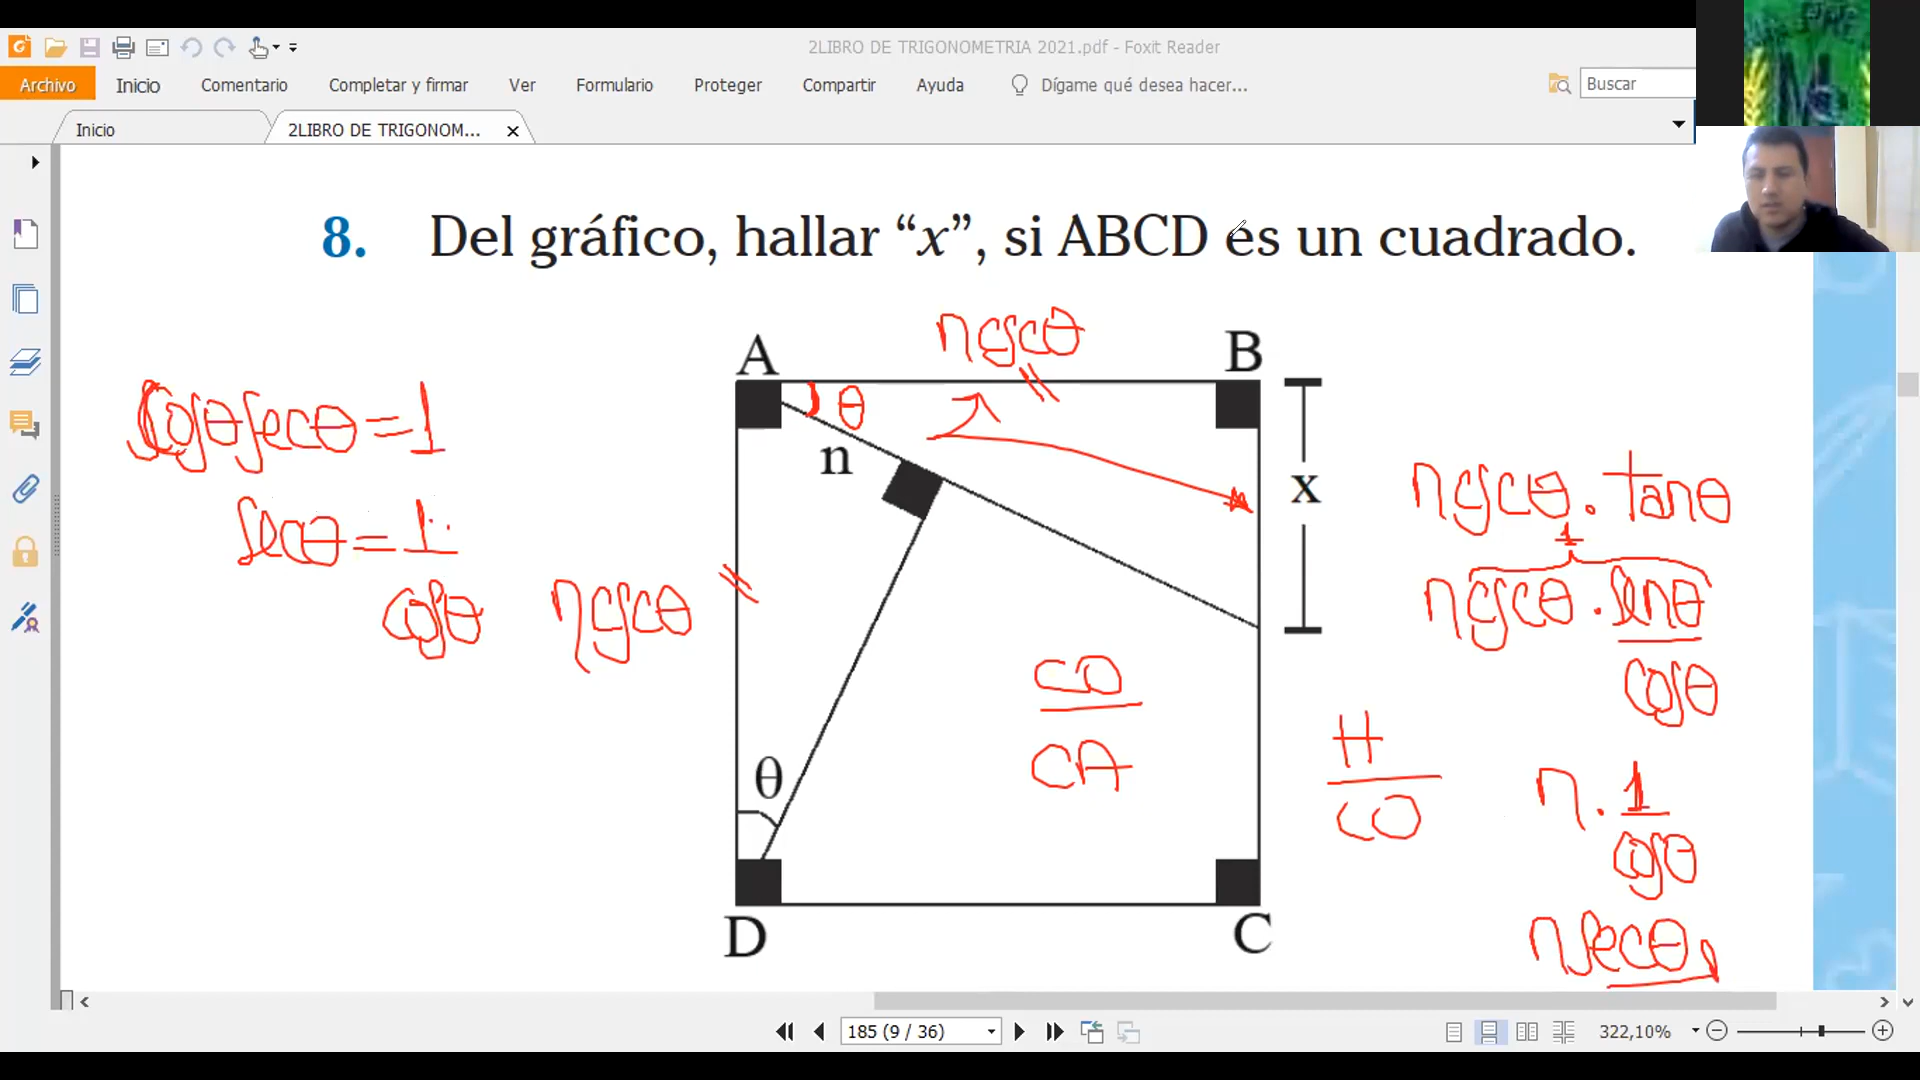 2LIBRO DE TRIGONOMETRIA 2021.pdf - Foxit Reader
Archivo Inicio Comentario Completar y firmar Ver Formulario Proteger Compartir Ayuda Dígame qué desea hacer... Buscar
Inicio 2LIBRO DE TRIGONOM... ×
8. Del gráfico, hallar “x”, si ABCD es un cuadrado.
ncscθ
A B
θ
cosθsecθ=1
n
x
ncscθ.tanθ
secθ=1
cosθ
ncscθ
1
ncscθ.senθ
cosθ
CO
CA
H
CO
θ
n.1
cosθ
D C
nsecθ
185 (9 / 36) 322,10%